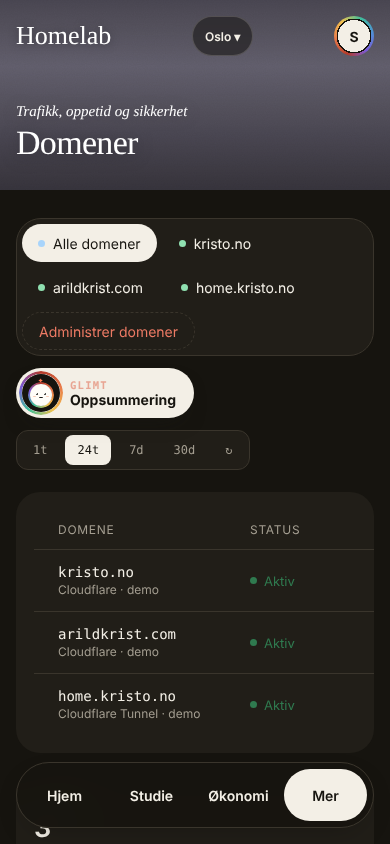 Homelab
Oslo ▾
S
Trafikk, oppetid og sikkerhet
Domener
Alle domener
kristo.no
arildkrist.com
home.kristo.no
Administrer domener
GLIMT
Oppsummering
1t 24t 7d 30d ↻
DOMENE STATUS
kristo.no
Cloudflare · demo
Aktiv
arildkrist.com
Cloudflare · demo
Aktiv
home.kristo.no
Cloudflare Tunnel · demo
Aktiv
Hjem Studie Økonomi Mer